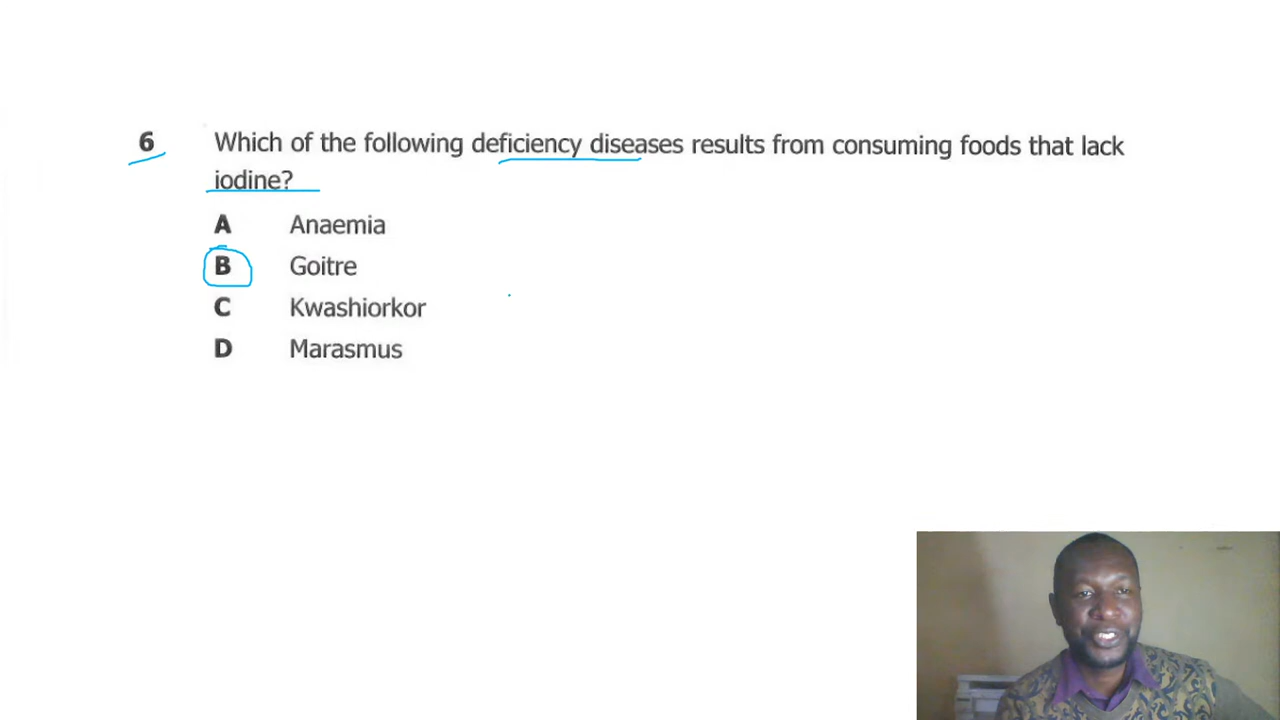 6 Which of the following deficiency diseases results from consuming foods that lack
iodine?
A Anaemia
B Goitre
C Kwashiorkor
D Marasmus